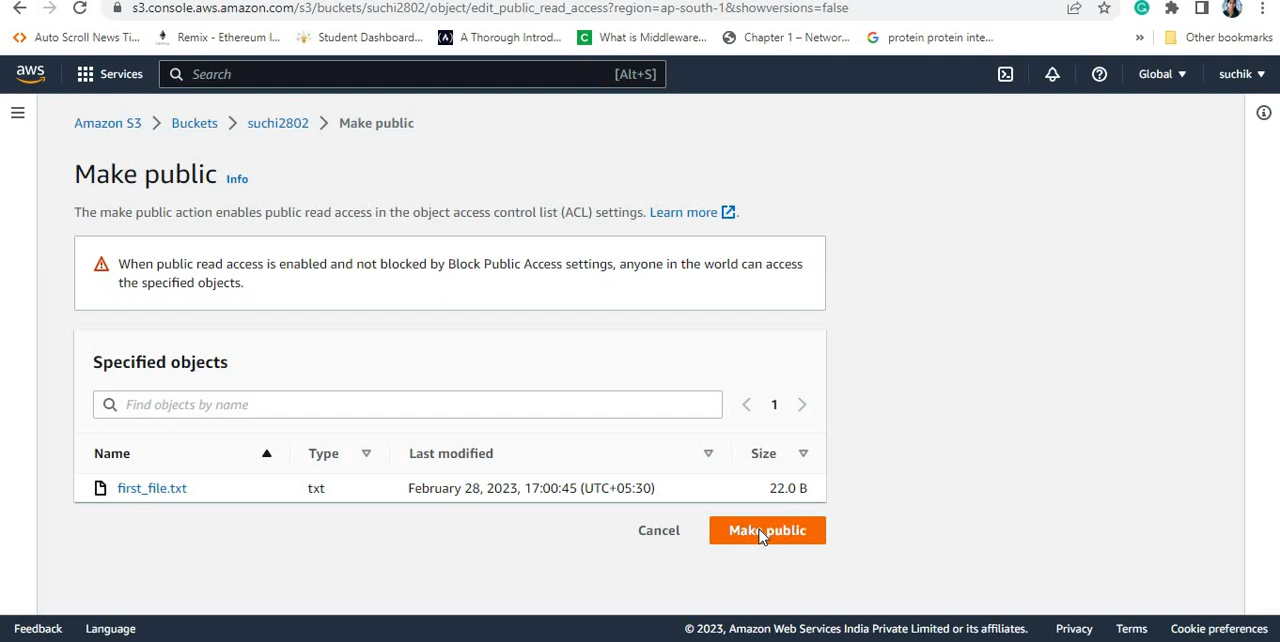 s3.console.aws.amazon.com/s3/buckets/suchi2802/object/edit_public_read_access?region=ap-south-1&showversions=false
Auto Scroll News Ti... Remix - Ethereum I... Student Dashboard... A Thorough Introd... What is Middleware... Chapter 1 – Networ... protein protein inte... » Other bookmarks
aws Services Search [Alt+S] Global suchik
Amazon S3 Buckets suchi2802 Make public
Make public Info
The make public action enables public read access in the object access control list (ACL) settings. Learn more.
When public read access is enabled and not blocked by Block Public Access settings, anyone in the world can access
the specified objects.
Specified objects
Find objects by name 1
Name Type Last modified Size
first_file.txt txt February 28, 2023, 17:00:45 (UTC+05:30) 22.0 B
Cancel Make public
Feedback Language © 2023, Amazon Web Services India Private Limited or its affiliates. Privacy Terms Cookie preferences